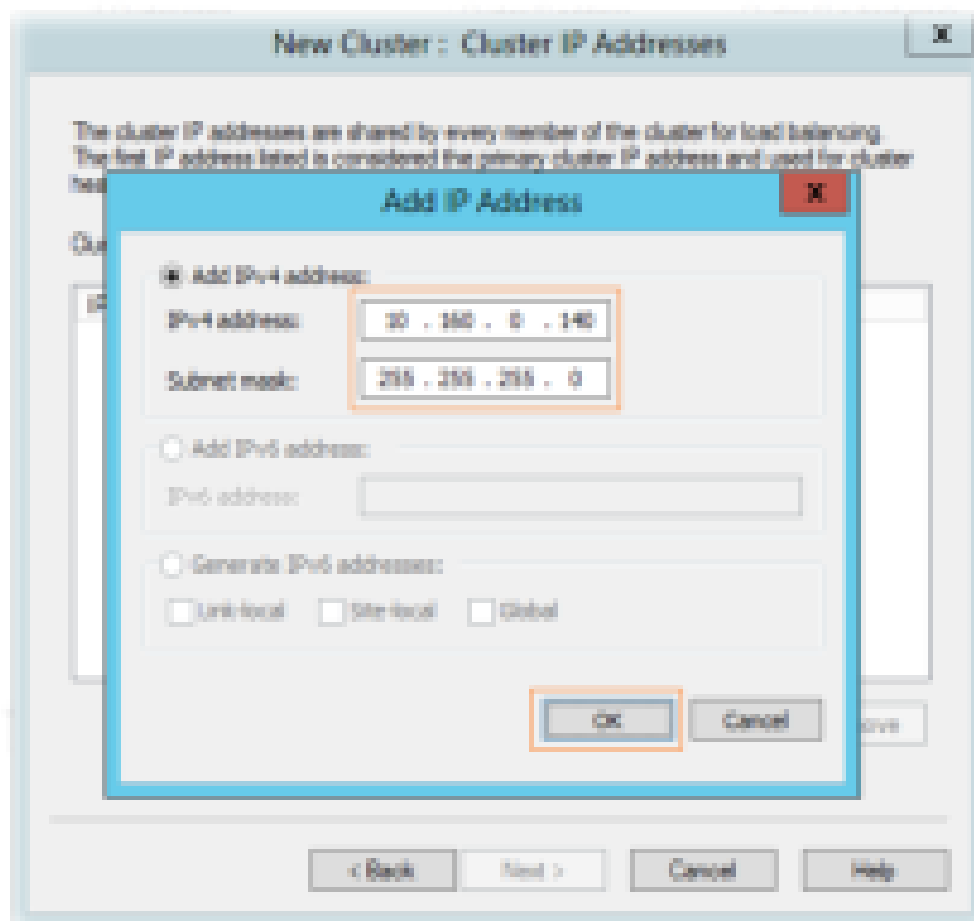 New Cluster : Cluster IP Addresses
X
The cluster IP addresses are shared by every member of the cluster for load balancing.
The first IP address listed is considered the primary cluster IP address and used for cluster
Add IP Address
X
Add IPv4 address:
IPv4 address:
10 . 160 . 0 . 140
Subnet mask:
255 . 255 . 255 . 0
Add IPv6 address:
IPv6 address:
Generate IPv6 addresses:
Link-local
Site-local
Global
OK
Cancel
< Back
Next >
Cancel
Help